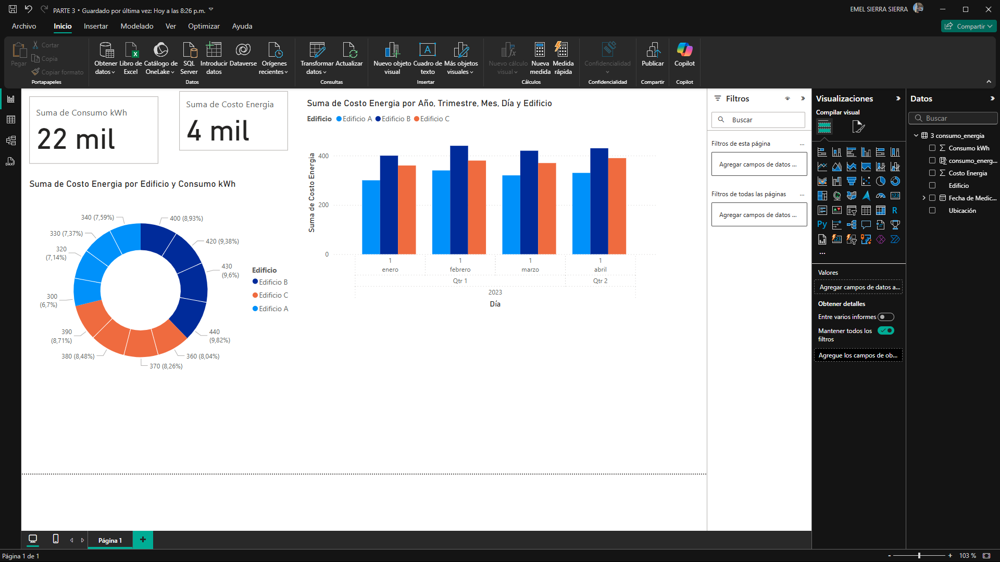 PARTE 3 • Guardado por última vez: Hoy a las 8:26 p.m.
EMEL SIERRA SIERRA
Archivo
Inicio
Insertar
Modelado
Ver
Optimizar
Ayuda
Compartir
Pegar
Cortar
Copia
Copiar formato
Portapapeles
Obtener datos
Libro de Excel
Catálogo de OneLake
SQL Server
Introducir datos
Dataverse
Orígenes recientes
Datos
Transformar datos
Actualizar
Consultas
Nuevo objeto visual
Cuadro de texto
Más objetos visuales
Insertar
Nuevo cálculo visual
Nueva medida
Medida rápida
Cálculos
Confidencialidad
Confidencialidad
Publicar
Compartir
Copilot
Copilot
Suma de Consumo kWh
22 mil
Suma de Costo Energia
4 mil
Suma de Costo Energia por Edificio y Consumo kWh
340 (7,59%)
400 (8,93%)
330 (7,37%)
420 (9,38%)
320
(7,14%)
430
(9,6%)
300
(6,7%)
390
(8,71%)
440
(9,82%)
380 (8,48%)
360 (8,04%)
370 (8,26%)
Edificio
Edificio B
Edificio C
Edificio A
Suma de Costo Energia por Año, Trimestre, Mes, Día y Edificio
Edificio Edificio A Edificio B Edificio C
Suma de Costo Energia
400
200
0
1 1 1 1
enero febrero marzo abril
Qtr 1 Qtr 2
2023
Día
Filtros
Buscar
Filtros de esta página ...
Agregar campos de datos ...
Filtros de todas las páginas ...
Agregar campos de datos ...
Visualizaciones
Compilar visual
123
R
Py
123
...
Valores
Agregar campos de datos a...
Obtener detalles
Entre varios informes
Mantener todos los
filtros
Agregue los campos de ob...
Datos
Buscar
3 consumo_energia
Consumo kWh
consumo_energ...
Costo Energia
Edificio
Fecha de Medic...
Ubicación
DAX
Página 1
+
Página 1 de 1
- + 103 %